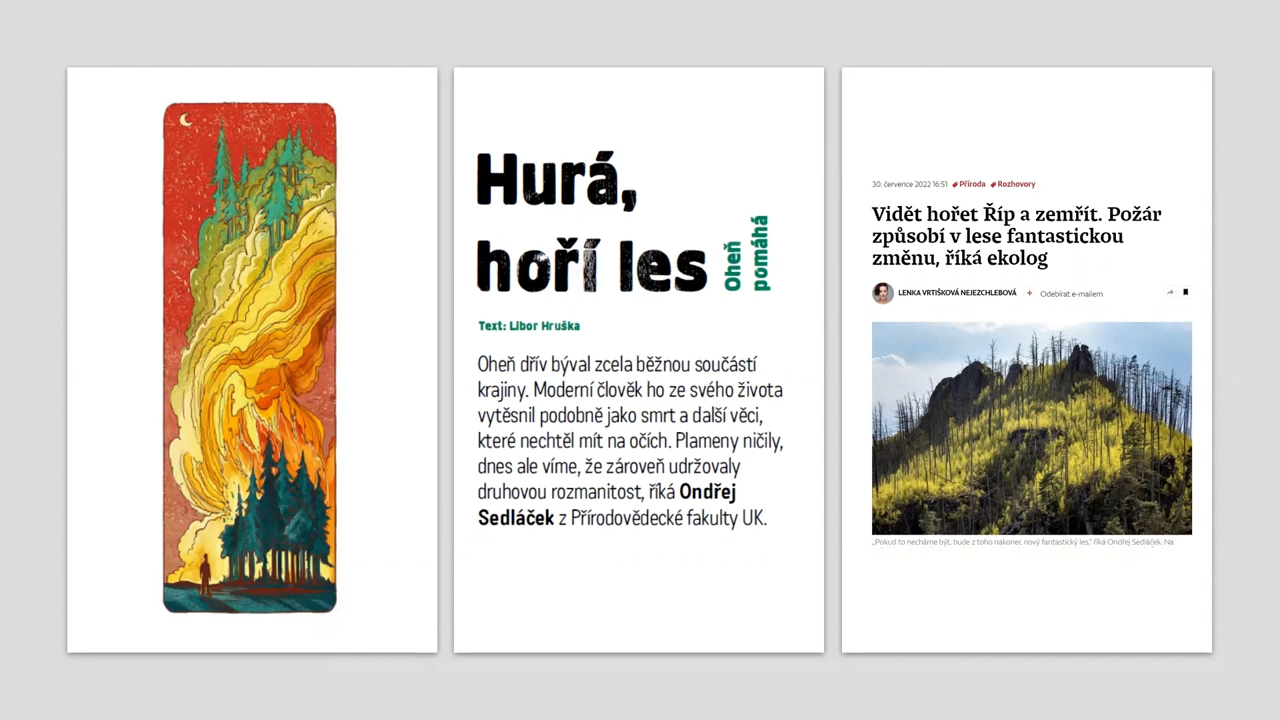 Hurá,
hoří les
Oheň
pomáhá
Text: Libor Hruška
Oheň dřív býval zcela běžnou součástí
krajiny. Moderní člověk ho ze svého života
vytěsnil podobně jako smrt a další věci,
které nechtěl mít na očích. Plameny ničily,
dnes ale víme, že zároveň udržovaly
druhovou rozmanitost, říká Ondřej
Sedláček z Přírodovědecké fakulty UK.
30. července 2022 16:51 Příroda Rozhovory
Vidět hořet Říp a zemřít. Požár
způsobí v lese fantastickou
změnu, říká ekolog
LENKA VRTIŠKOVÁ NEJEZCHLEBOVÁ + Odebírat e-mailem
„Pokud to necháme být, bude z toho nakonec nový fantastický les,“ říká Ondřej Sedláček. Na